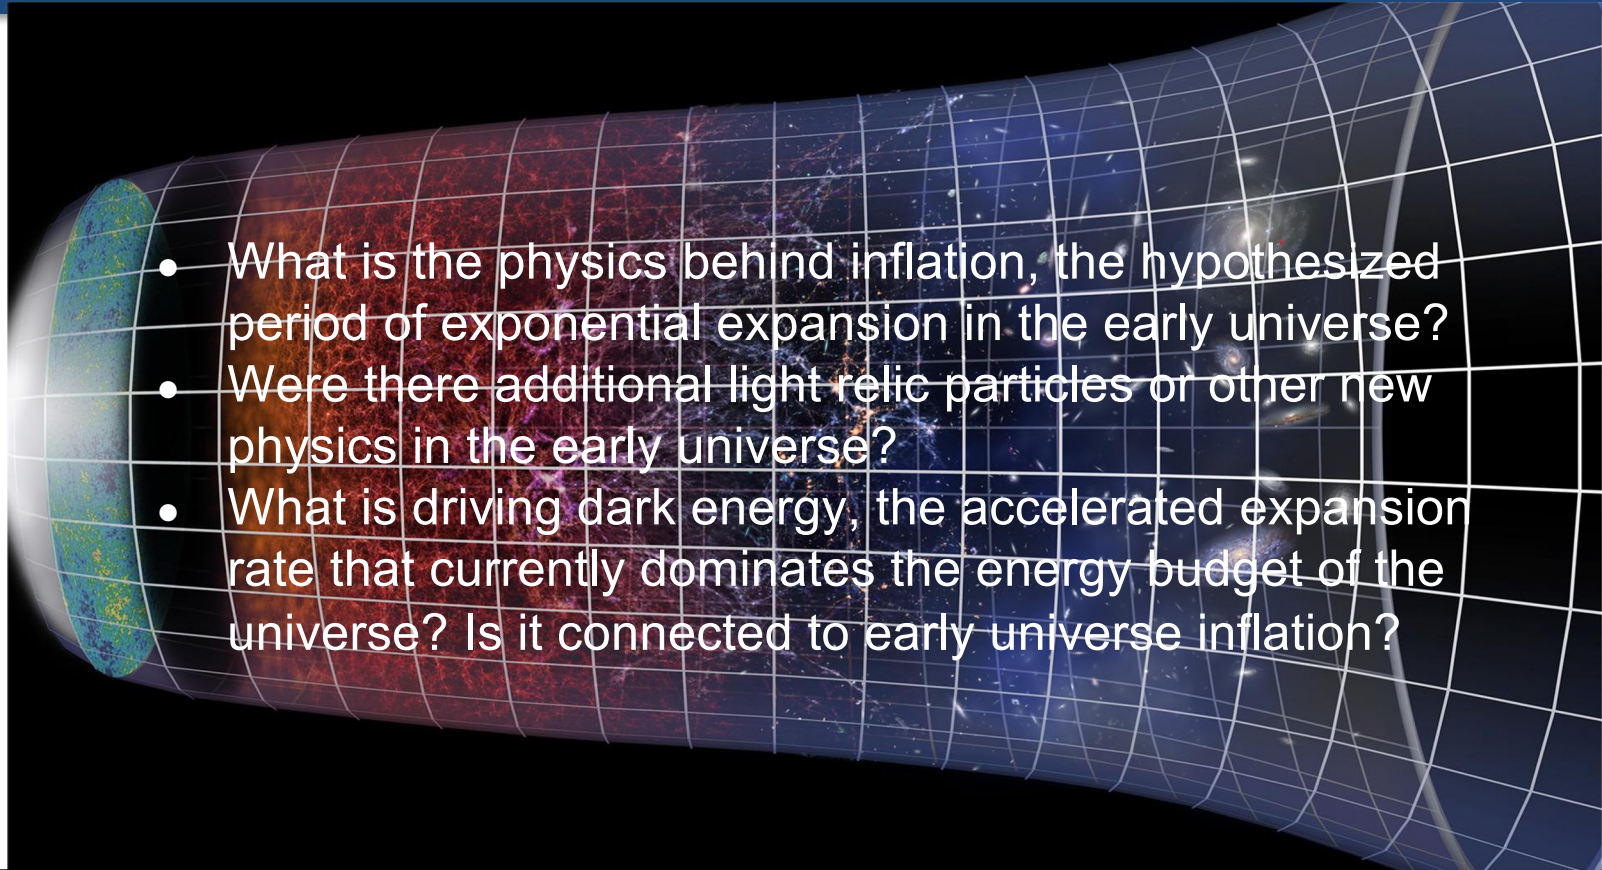 ● What is the physics behind inflation, the hypothesized
period of exponential expansion in the early universe?
● Were there additional light relic particles or other new
physics in the early universe?
● What is driving dark energy, the accelerated expansion
rate that currently dominates the energy budget of the
universe? Is it connected to early universe inflation?